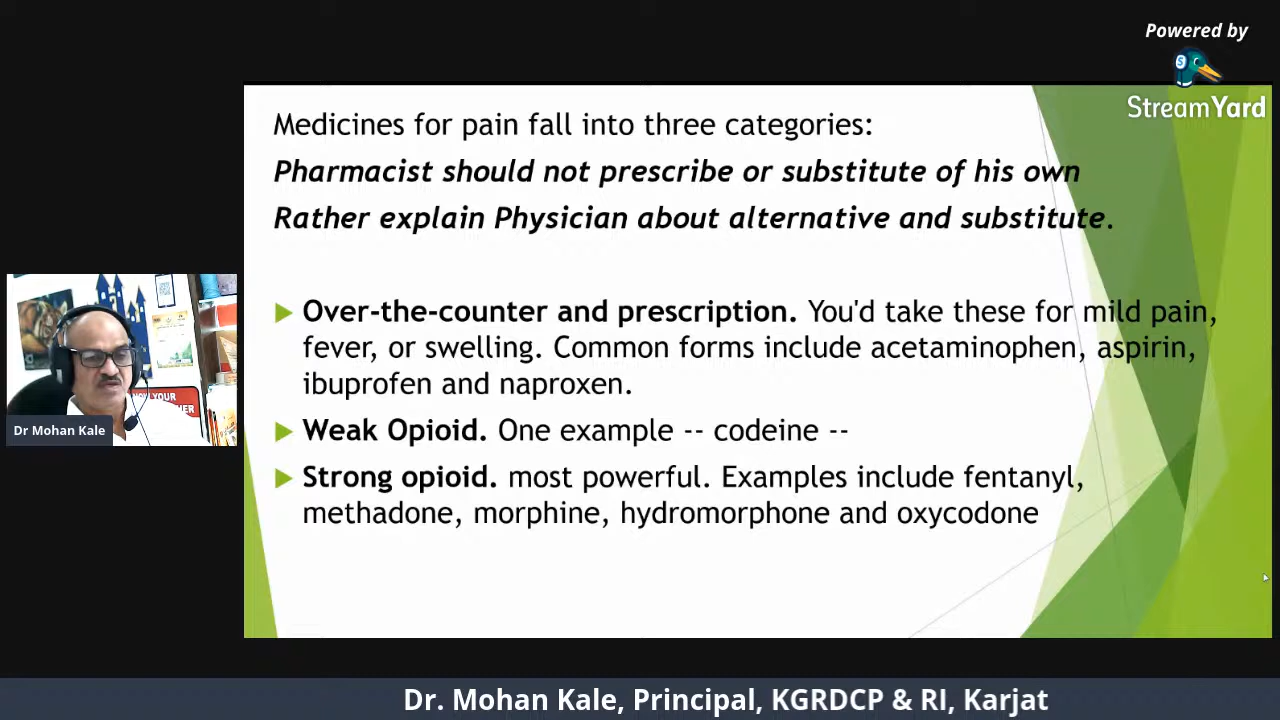 Powered by
StreamYard
Medicines for pain fall into three categories:
Pharmacist should not prescribe or substitute of his own
Rather explain Physician about alternative and substitute.
Over-the-counter and prescription. You'd take these for mild pain,
fever, or swelling. Common forms include acetaminophen, aspirin,
ibuprofen and naproxen.
Weak Opioid. One example -- codeine --
Strong opioid. most powerful. Examples include fentanyl,
methadone, morphine, hydromorphone and oxycodone
Dr Mohan Kale
Dr. Mohan Kale, Principal, KGRDCP & RI, Karjat